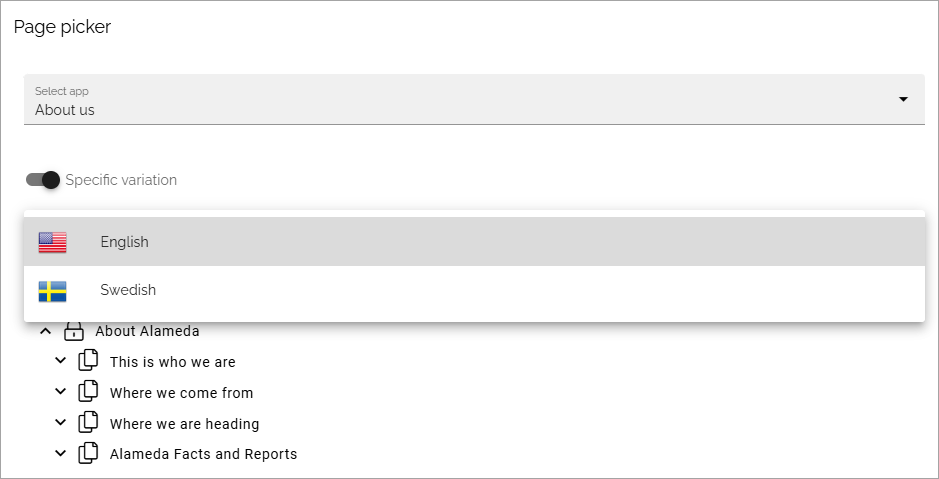 Page picker
Select app
About us
Specific variation
English
Swedish
About Alameda
This is who we are
Where we come from
Where we are heading
Alameda Facts and Reports